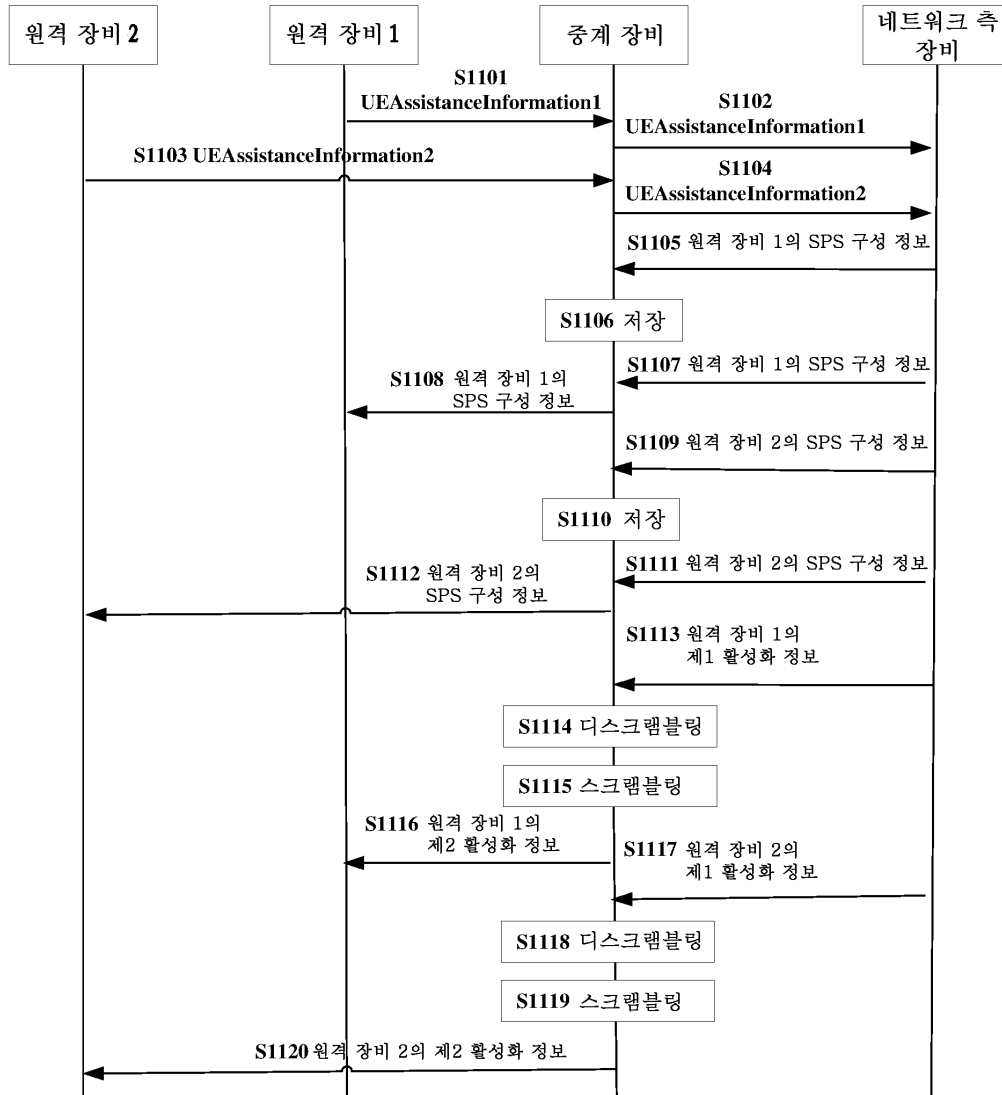 원격 장비 2
원격 장비 1
중계 장비
네트워크 측
장비
S1101
UEAssistanceInformation1
S1102
UEAssistanceInformation1
S1103 UEAssistanceInformation2
S1104
UEAssistanceInformation2
S1105 원격 장비 1의 SPS 구성 정보
S1106 저장
S1107 원격 장비 1의 SPS 구성 정보
S1108 원격 장비 1의
SPS 구성 정보
S1109 원격 장비 2의 SPS 구성 정보
S1110 저장
S1111 원격 장비 2의 SPS 구성 정보
S1112 원격 장비 2의
SPS 구성 정보
S1113 원격 장비 1의
제1 활성화 정보
S1114 디스크램블링
S1115 스크램블링
S1116 원격 장비 1의
제2 활성화 정보
S1117 원격 장비 2의
제1 활성화 정보
S1118 디스크램블링
S1119 스크램블링
S1120 원격 장비 2의 제2 활성화 정보